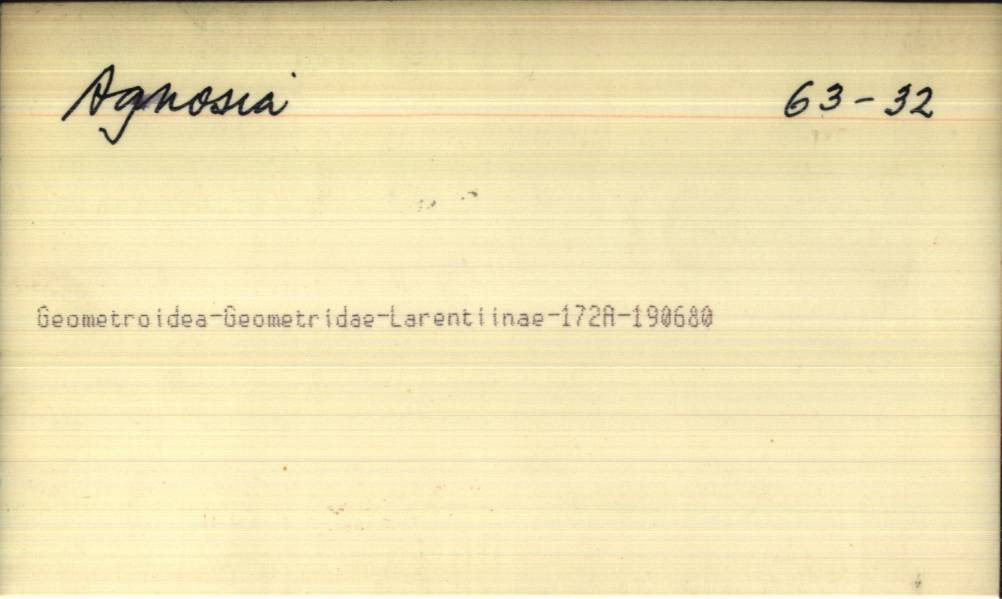 Agnosia 63-32
Geometroidea-Geometridae-Larentiinae-172A-190680